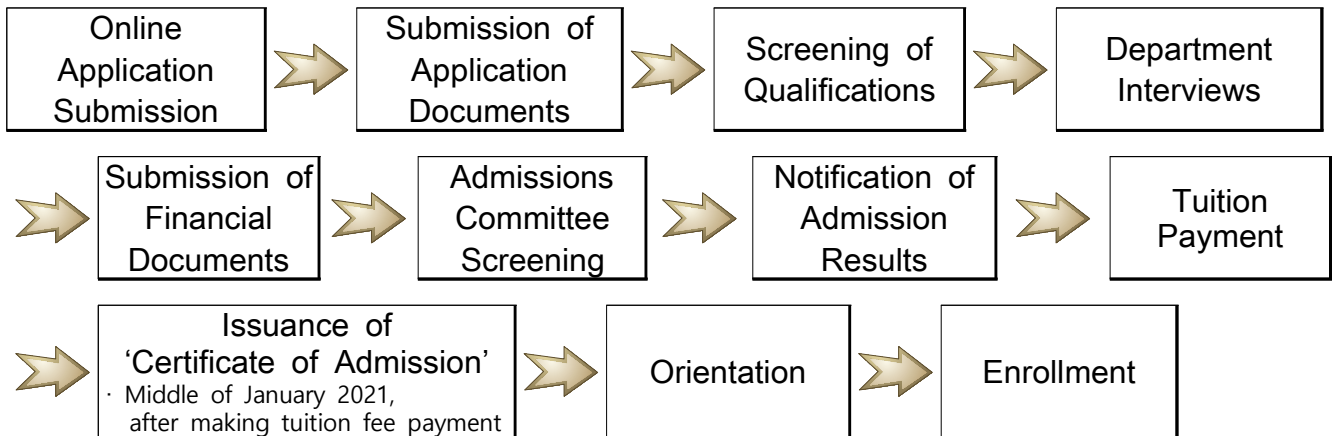 Online
Application
Submission
Submission of
Application
Documents
Screening of
Qualifications
Department
Interviews
Submission of
Financial
Documents
Admissions
Committee
Screening
Notification of
Admission
Results
Tuition
Payment
Issuance of
‘Certificate of Admission’
· Middle of January 2021,
after making tuition fee payment
Orientation
Enrollment